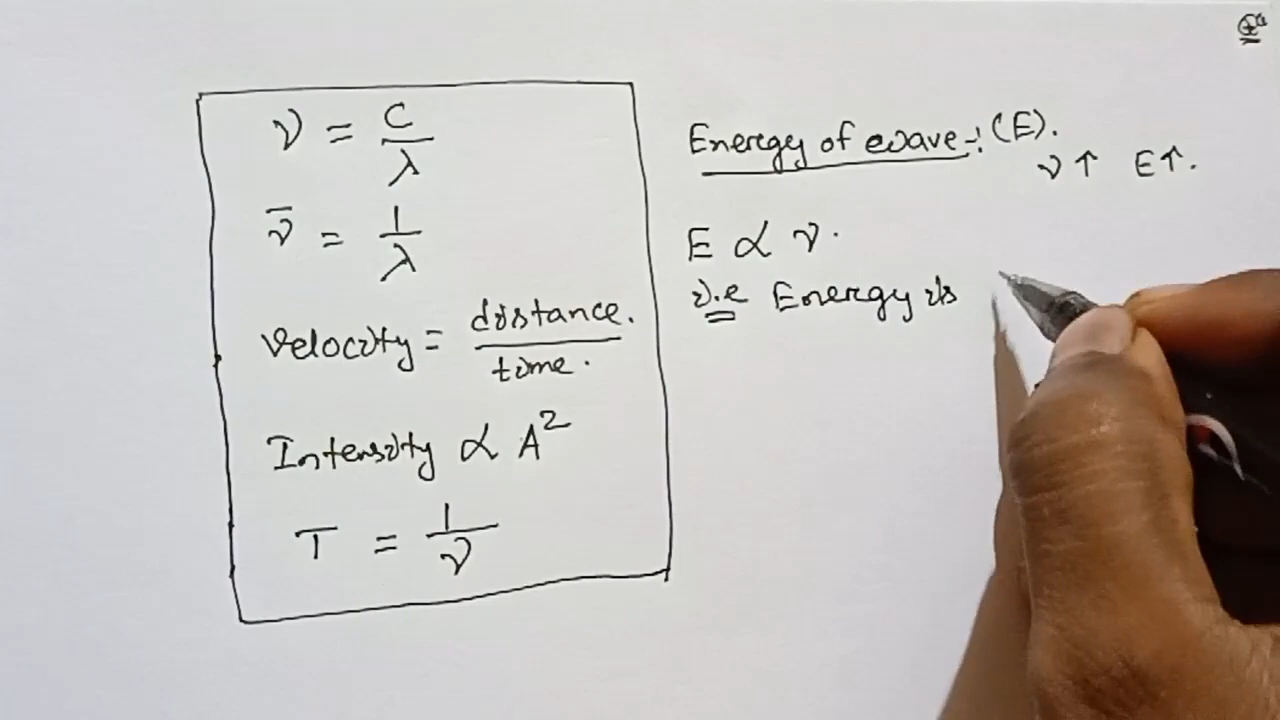 ν = c/λ
ν̄ = 1/λ
Velocity = distance. / time.
Intensity ∝ A²
T = 1/ν
Energy of wave -: (E).
ν↑ E↑.
E ∝ ν.
i.e Energy is